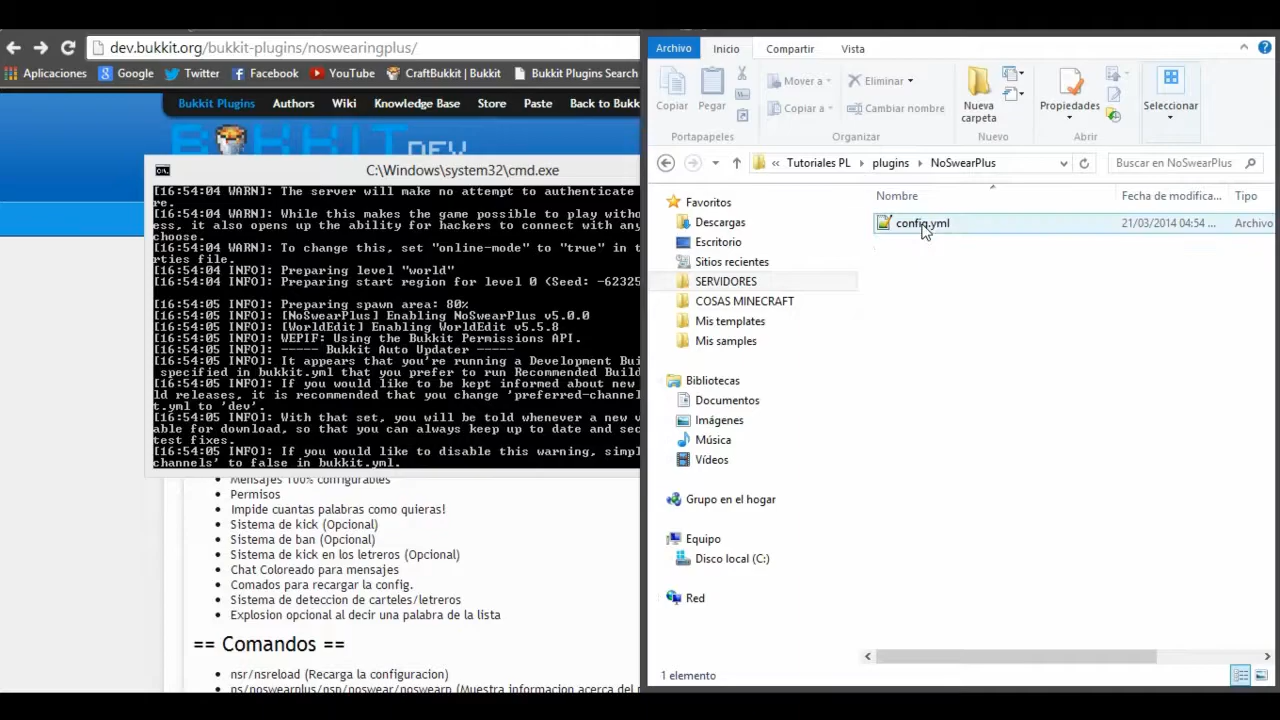 dev.bukkit.org/bukkit-plugins/noswearingplus/
Aplicaciones Google Twitter Facebook YouTube CraftBukkit | Bukkit Bukkit Plugins Search
Bukkit Plugins Authors Wiki Knowledge Base Store Paste Back to Bukk
BUKKIT DEV
C:\Windows\system32\cmd.exe
[16:54:04 WARN]: The server will make no attempt to authenticate
re.
[16:54:04 WARN]: While this makes the game possible to play witho
ess, it also opens up the ability for hackers to connect with any
choose.
[16:54:04 WARN]: To change this, set "online-mode" to "true" in t
rties file.
[16:54:04 INFO]: Preparing level "world"
[16:54:04 INFO]: Preparing start region for level 0 (Seed: -62325
[16:54:05 INFO]: Preparing spawn area: 80%
[16:54:05 INFO]: [NoSwearPlus] Enabling NoSwearPlus v5.0.0
[16:54:05 INFO]: [WorldEdit] Enabling WorldEdit v5.5.8
[16:54:05 INFO]: WEPIF: Using the Bukkit Permissions API.
[16:54:05 INFO]: ----- Bukkit Auto Updater -----
[16:54:05 INFO]: It appears that you're running a Development Bui
specified in bukkit.yml that you prefer to run Recommended Build
[16:54:05 INFO]: If you would like to be kept informed about new
ld releases, it is recommended that you change 'preferred-channel
t.yml to 'dev'.
[16:54:05 INFO]: With that set, you will be told whenever a new v
able for download, so that you can always keep up to date and sec
test fixes.
[16:54:05 INFO]: If you would like to disable this warning, simpl
channels' to false in bukkit.yml.
Mensajes 100% configurables
Permisos
Impide cuantas palabras como quieras!
Sistema de kick (Opcional)
Sistema de ban (Opcional)
Sistema de kick en los letreros (Opcional)
Chat Coloreado para mensajes
Comados para recargar la config.
Sistema de deteccion de carteles/letreros
Explosion opcional al decir una palabra de la lista
== Comandos ==
nsr/nsreload (Recarga la configuracion)
ns/noswearplus/nsp/noswear/noswearp (Muestra informacion acerca del
Archivo Inicio Compartir Vista
Copiar Pegar Mover a Copiar a Eliminar Cambiar nombre Nueva carpeta Propiedades Seleccionar
Portapapeles Organizar Nuevo Abrir
« Tutoriales PL plugins NoSwearPlus Buscar en NoSwearPlus
Nombre Fecha de modifica... Tipo
config.yml 21/03/2014 04:54 ... Archivo
Favoritos
Descargas
Escritorio
Sitios recientes
SERVIDORES
COSAS MINECRAFT
Mis templates
Mis samples
Bibliotecas
Documentos
Imágenes
Música
Vídeos
Grupo en el hogar
Equipo
Disco local (C:)
Red
1 elemento